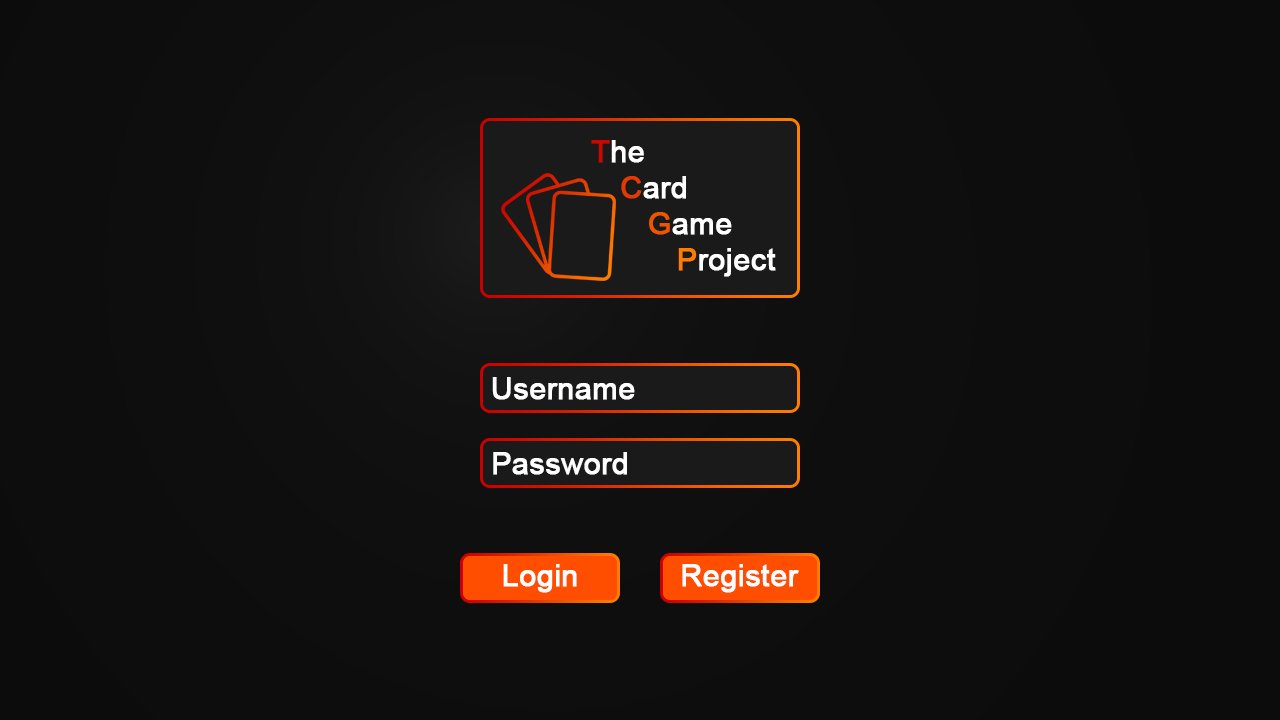 The
Card
Game
Project
Username
Password
Login
Register